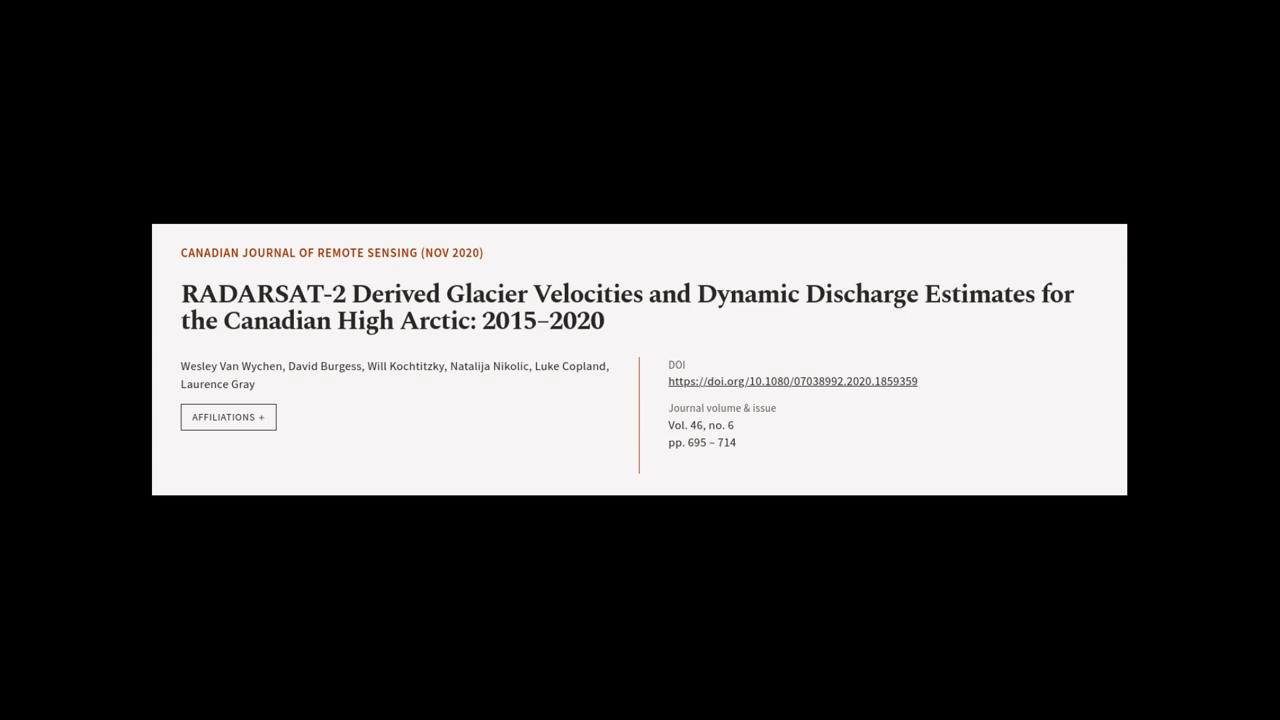 CANADIAN JOURNAL OF REMOTE SENSING (NOV 2020)
RADARSAT-2 Derived Glacier Velocities and Dynamic Discharge Estimates for
the Canadian High Arctic: 2015–2020
Wesley Van Wychen, David Burgess, Will Kochtitzky, Natalija Nikolic, Luke Copland,
Laurence Gray
AFFILIATIONS +
DOI
https://doi.org/10.1080/07038992.2020.1859359
Journal volume & issue
Vol. 46, no. 6
pp. 695 – 714